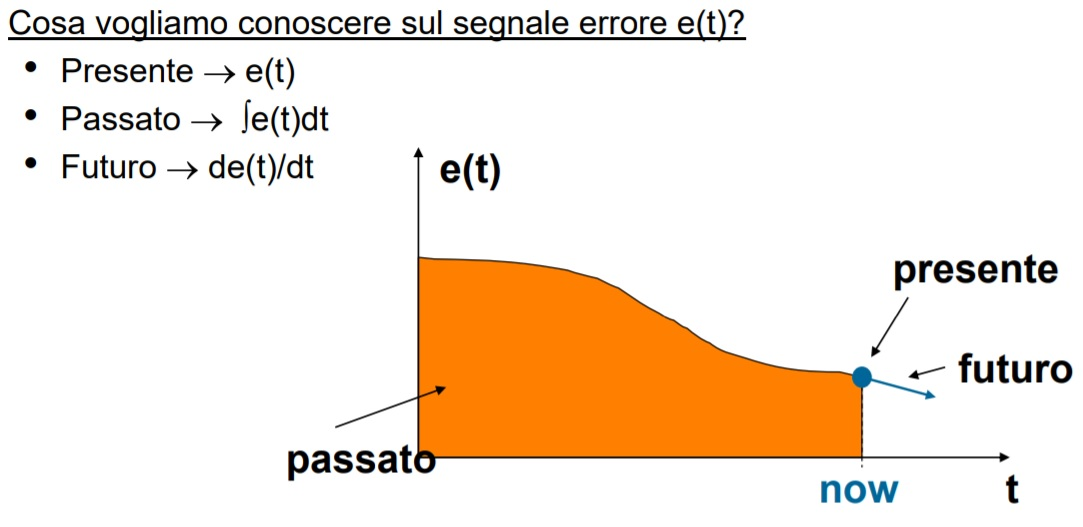 Cosa vogliamo conoscere sul segnale errore e(t)?
• Presente → e(t)
• Passato → ∫e(t)dt
• Futuro → de(t)/dt
e(t)
presente
futuro
passato
now
t